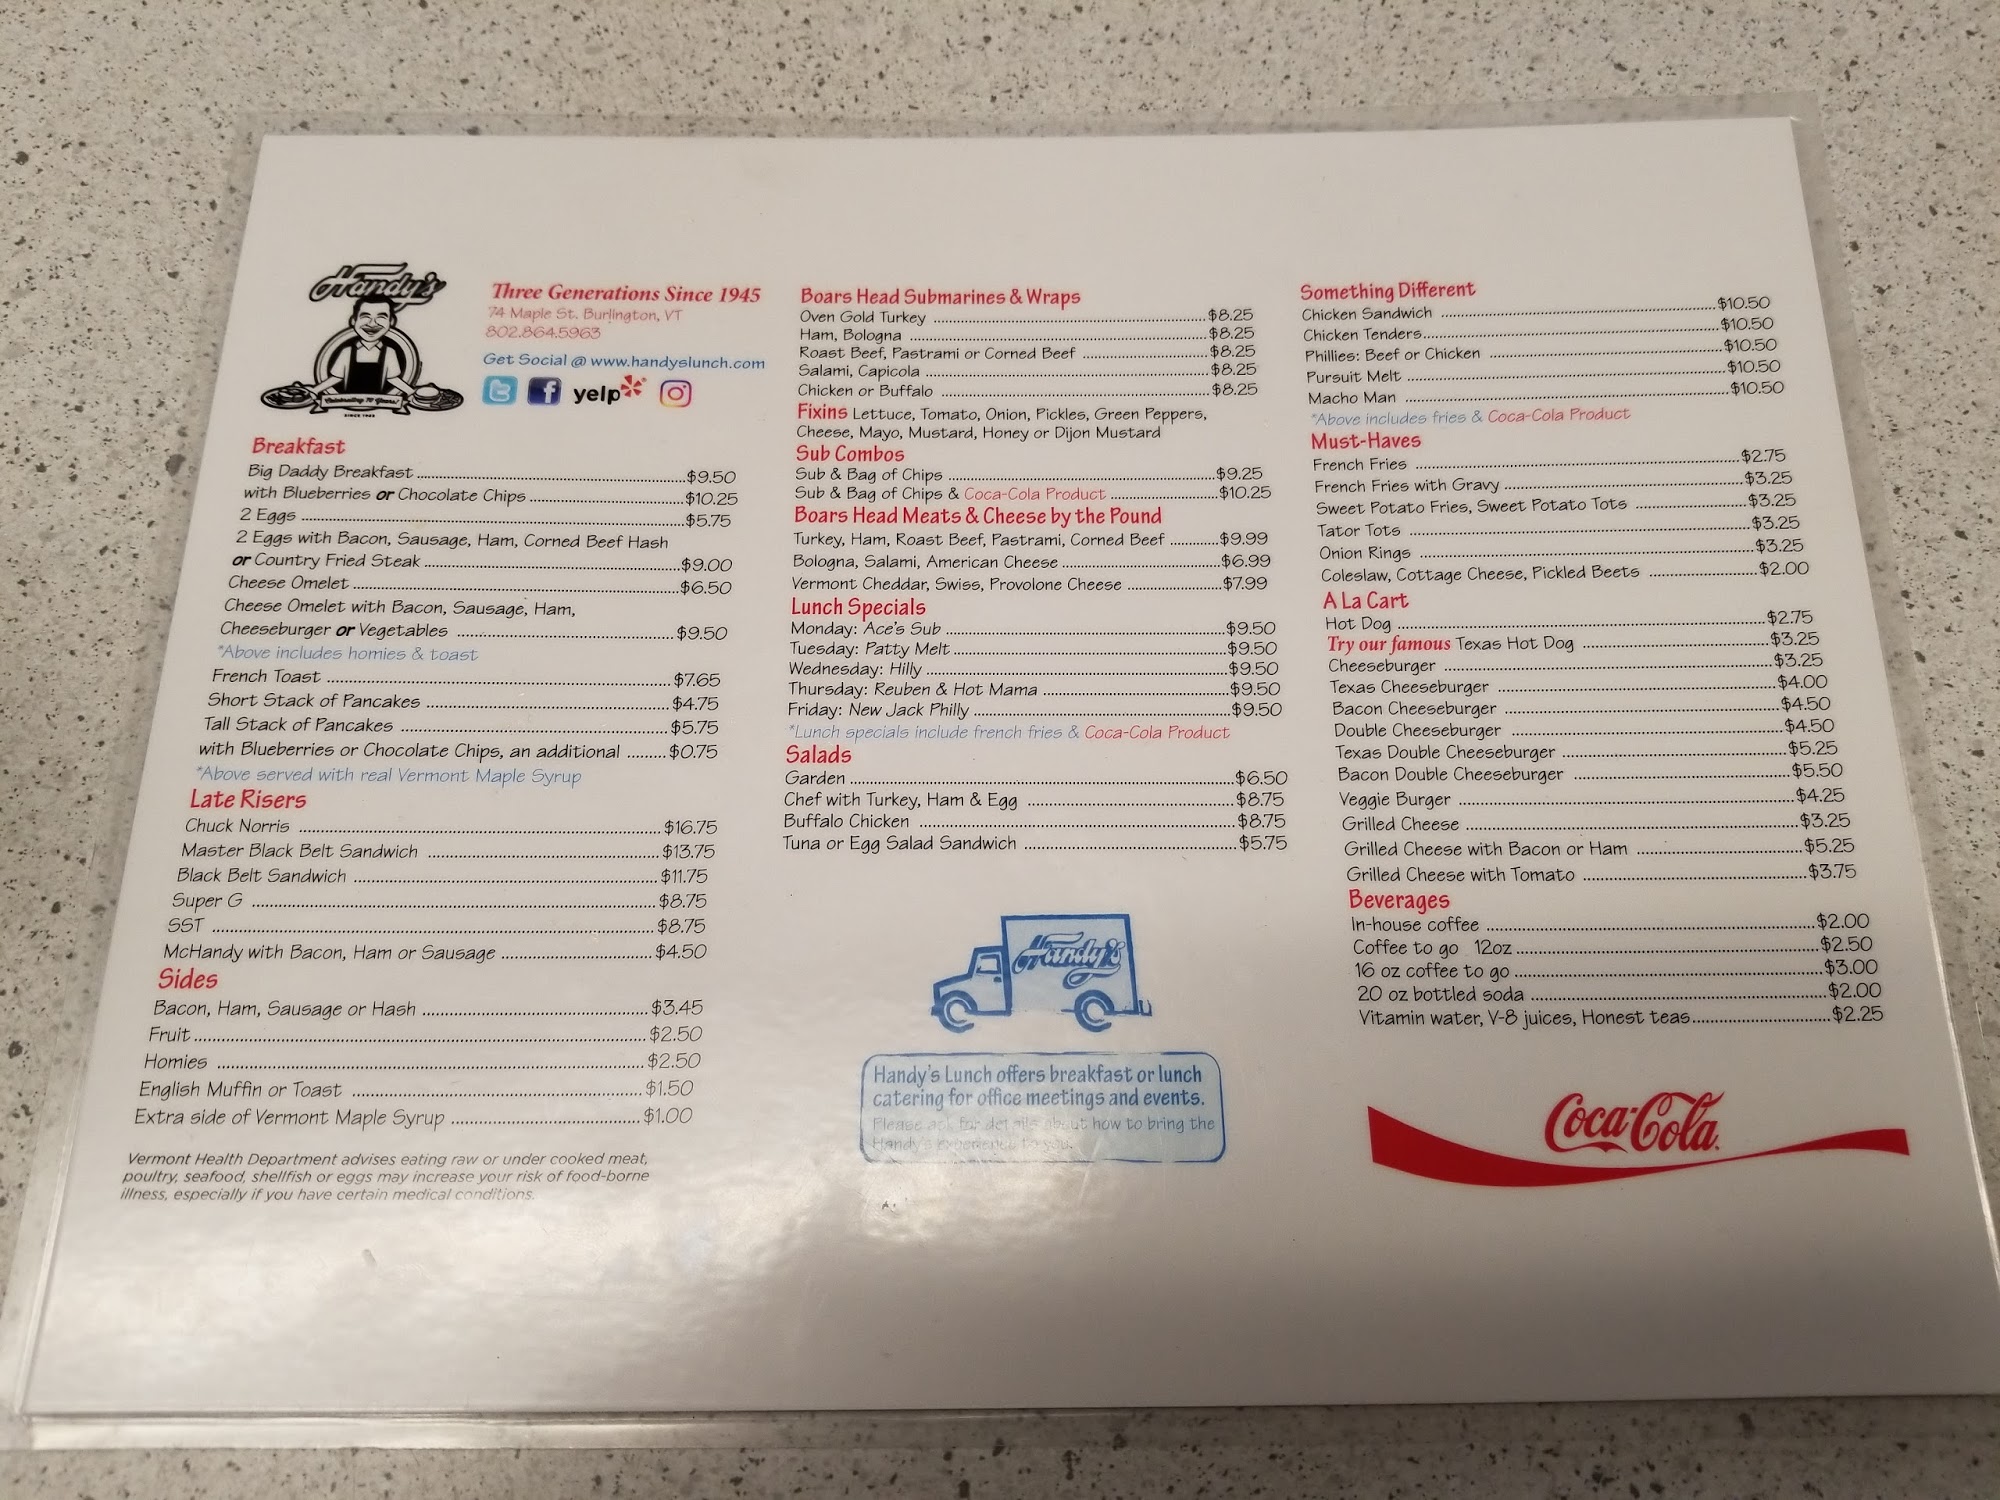 Handy's
Celebrating 70 Years!
SINCE 1945
Three Generations Since 1945
74 Maple St. Burlington, VT
802.864.5963
Get Social @ www.handyslunch.com
yelp
Breakfast
Big Daddy Breakfast $9.50
with Blueberries or Chocolate Chips $10.25
2 Eggs $5.75
2 Eggs with Bacon, Sausage, Ham, Corned Beef Hash
or Country Fried Steak $9.00
Cheese Omelet $6.50
Cheese Omelet with Bacon, Sausage, Ham,
Cheeseburger or Vegetables $9.50
*Above includes homies & toast
French Toast $7.65
Short Stack of Pancakes $4.75
Tall Stack of Pancakes $5.75
with Blueberries or Chocolate Chips, an additional $0.75
*Above served with real Vermont Maple Syrup
Late Risers
Chuck Norris $16.75
Master Black Belt Sandwich $13.75
Black Belt Sandwich $11.75
Super G $8.75
SST $8.75
McHandy with Bacon, Ham or Sausage $4.50
Sides
Bacon, Ham, Sausage or Hash $3.45
Fruit $2.50
Homies $2.50
English Muffin or Toast $1.50
Extra side of Vermont Maple Syrup $1.00
Vermont Health Department advises eating raw or under cooked meat,
poultry, seafood, shellfish or eggs may increase your risk of food-borne
illness, especially if you have certain medical conditions.
Boars Head Submarines & Wraps
Oven Gold Turkey $8.25
Ham, Bologna $8.25
Roast Beef, Pastrami or Corned Beef $8.25
Salami, Capicola $8.25
Chicken or Buffalo $8.25
Fixins Lettuce, Tomato, Onion, Pickles, Green Peppers,
Cheese, Mayo, Mustard, Honey or Dijon Mustard
Sub Combos
Sub & Bag of Chips $9.25
Sub & Bag of Chips & Coca-Cola Product $10.25
Boars Head Meats & Cheese by the Pound
Turkey, Ham, Roast Beef, Pastrami, Corned Beef $9.99
Bologna, Salami, American Cheese $6.99
Vermont Cheddar, Swiss, Provolone Cheese $7.99
Lunch Specials
Monday: Ace's Sub $9.50
Tuesday: Patty Melt $9.50
Wednesday: Hilly $9.50
Thursday: Reuben & Hot Mama $9.50
Friday: New Jack Philly $9.50
*Lunch specials include french fries & Coca-Cola Product
Salads
Garden $6.50
Chef with Turkey, Ham & Egg $8.75
Buffalo Chicken $8.75
Tuna or Egg Salad Sandwich $5.75
Handy's
Handy's Lunch offers breakfast or lunch
catering for office meetings and events.
Please ask for details about how to bring the
Handy's Experience to you.
Something Different
Chicken Sandwich $10.50
Chicken Tenders $10.50
Phillies: Beef or Chicken $10.50
Pursuit Melt $10.50
Macho Man $10.50
*Above includes fries & Coca-Cola Product
Must-Haves
French Fries $2.75
French Fries with Gravy $3.25
Sweet Potato Fries, Sweet Potato Tots $3.25
Tator Tots $3.25
Onion Rings $3.25
Coleslaw, Cottage Cheese, Pickled Beets $2.00
A La Cart
Hot Dog $2.75
Try our famous Texas Hot Dog $3.25
Cheeseburger $3.25
Texas Cheeseburger $4.00
Bacon Cheeseburger $4.50
Double Cheeseburger $4.50
Texas Double Cheeseburger $5.25
Bacon Double Cheeseburger $5.50
Veggie Burger $4.25
Grilled Cheese $3.25
Grilled Cheese with Bacon or Ham $5.25
Grilled Cheese with Tomato $3.75
Beverages
In-house coffee $2.00
Coffee to go 12oz $2.50
16 oz coffee to go $3.00
20 oz bottled soda $2.00
Vitamin water, V-8 juices, Honest teas $2.25
Coca-Cola